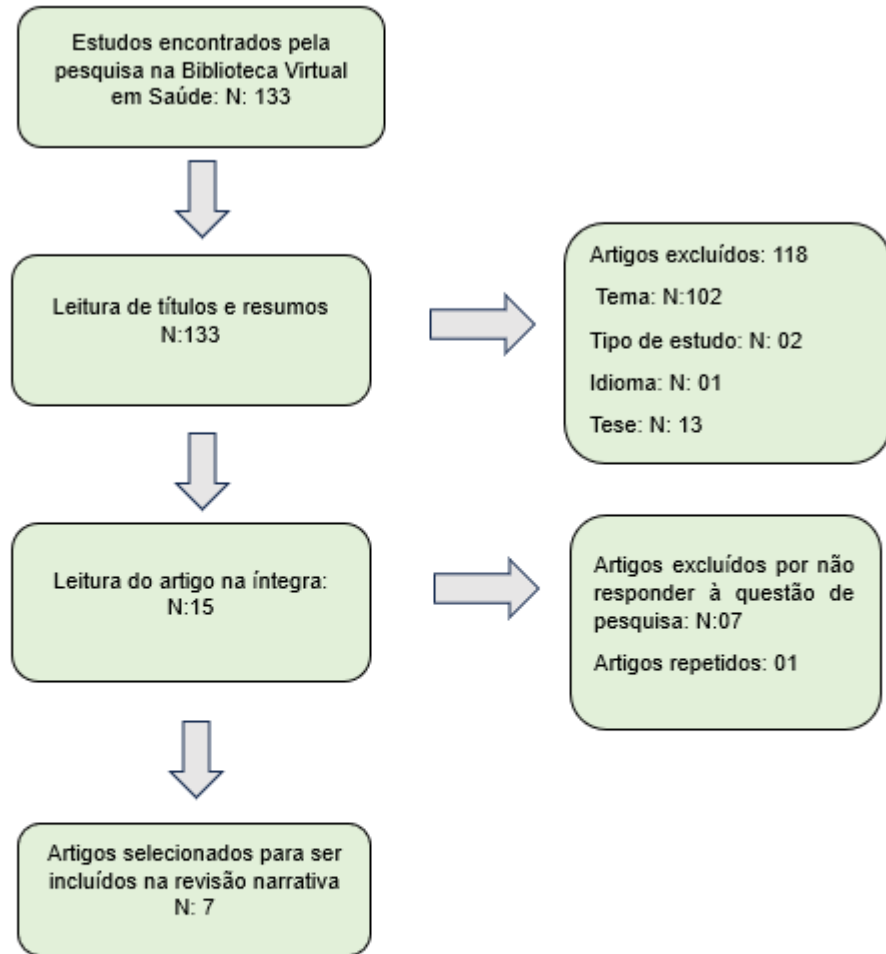 Estudos encontrados pela
pesquisa na Biblioteca Virtual
em Saúde: N: 133
Leitura de títulos e resumos
N:133
Artigos excluídos: 118
Tema: N:102
Tipo de estudo: N: 02
Idioma: N: 01
Tese: N: 13
Leitura do artigo na íntegra:
N:15
Artigos excluídos por não
responder à questão de
pesquisa: N:07
Artigos repetidos: 01
Artigos selecionados para ser
incluídos na revisão narrativa
N: 7